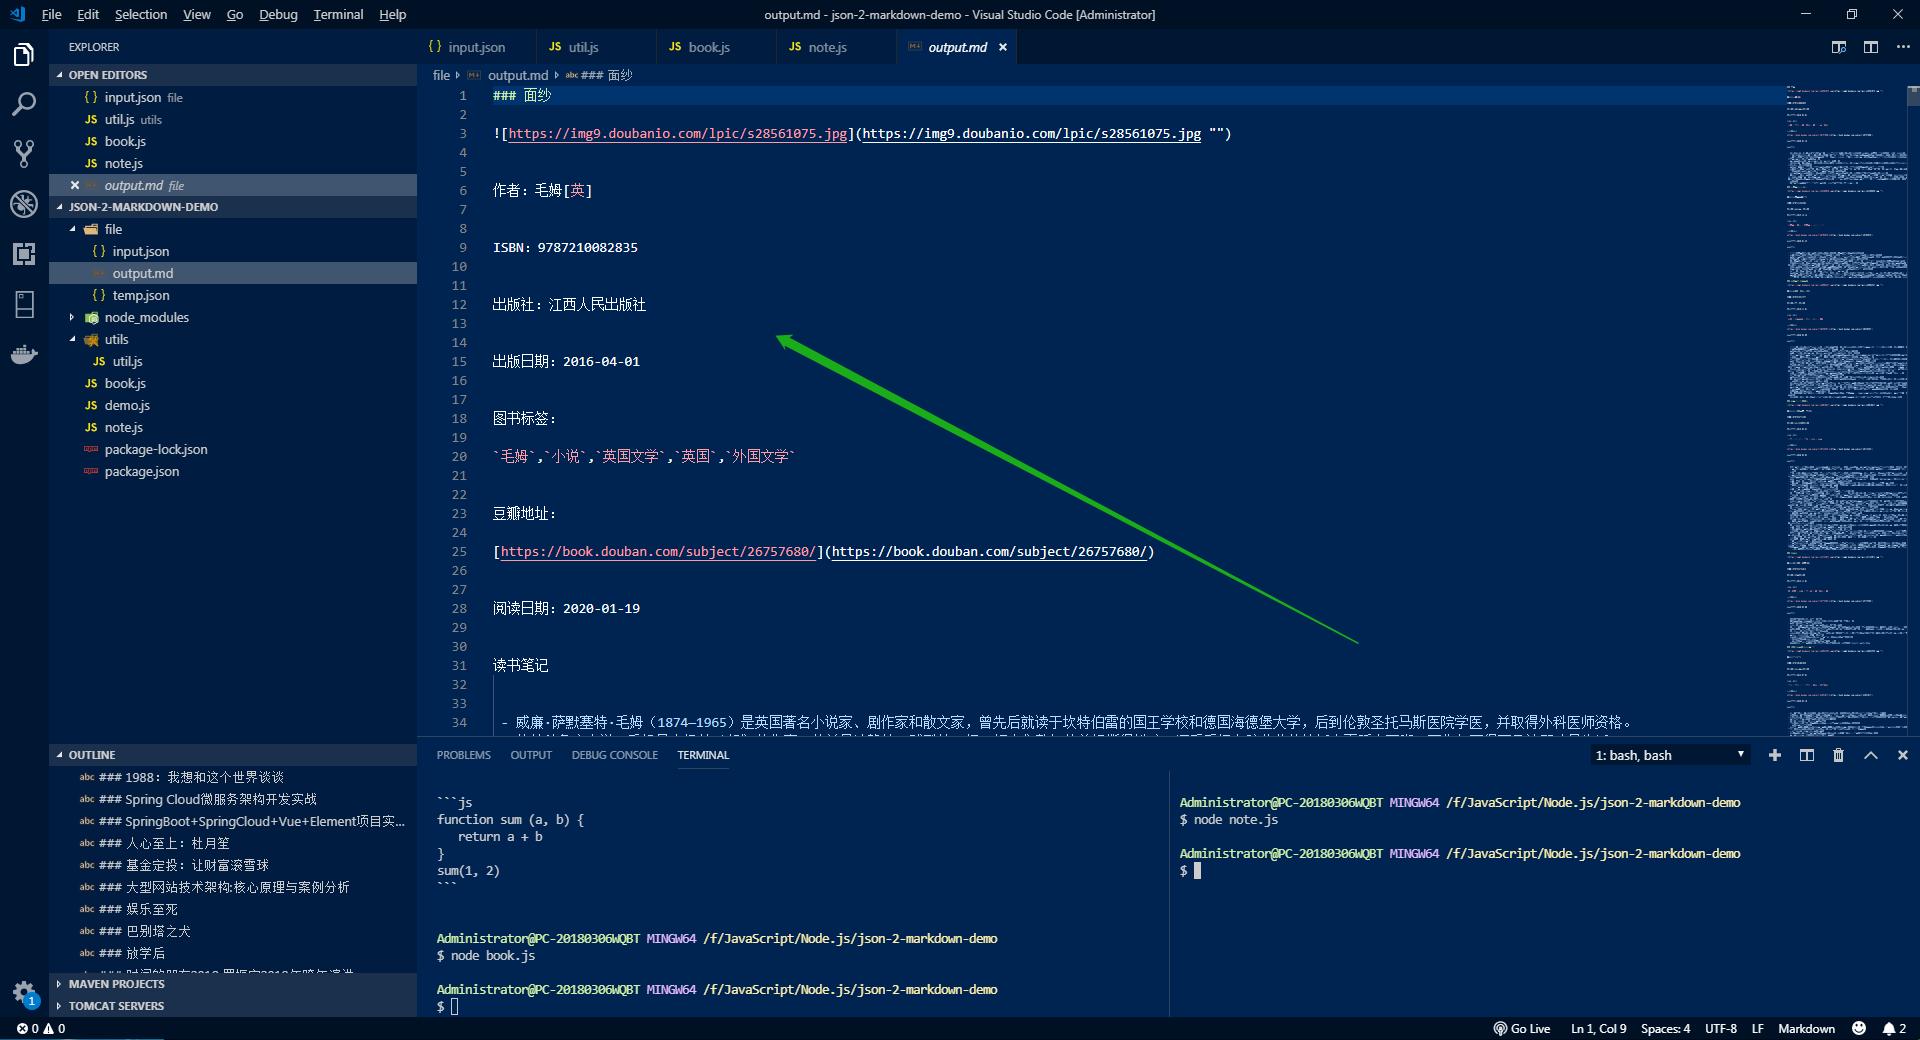 File Edit Selection View Go Debug Terminal Help
output.md - json-2-markdown-demo - Visual Studio Code [Administrator]
EXPLORER
OPEN EDITORS
{ } input.json file
JS util.js utils
JS book.js
JS note.js
output.md file
JSON-2-MARKDOWN-DEMO
file
{ } input.json
output.md
{ } temp.json
node_modules
utils
JS util.js
JS book.js
JS demo.js
JS note.js
package-lock.json
package.json
OUTLINE
abc ### 1988：我想和这个世界谈谈
abc ### Spring Cloud微服务架构开发实战
abc ### SpringBoot+SpringCloud+Vue+Element项目实...
abc ### 人心至上：杜月笙
abc ### 基金定投：让财富滚雪球
abc ### 大型网站技术架构:核心原理与案例分析
abc ### 娱乐至死
abc ### 巴别塔之犬
abc ### 放学后
MAVEN PROJECTS
TOMCAT SERVERS
{ } input.json JS util.js JS book.js JS note.js output.md
file output.md abc ### 面纱
1 ### 面纱
2
3 ![https://img9.doubanio.com/lpic/s28561075.jpg](https://img9.doubanio.com/lpic/s28561075.jpg "")
4
5
6 作者：毛姆[英]
7
8
9 ISBN：9787210082835
10
11
12 出版社：江西人民出版社
13
14
15 出版日期：2016-04-01
16
17
18 图书标签：
19
20 `毛姆`,`小说`,`英国文学`,`英国`,`外国文学`
21
22
23 豆瓣地址：
24
25 [https://book.douban.com/subject/26757680/](https://book.douban.com/subject/26757680/)
26
27
28 阅读日期：2020-01-19
29
30
31 读书笔记
32
33
34 - 威廉·萨默塞特·毛姆（1874—1965）是英国著名小说家、剧作家和散文家，曾先后就读于坎特伯雷的国王学校和德国海德堡大学，后到伦敦圣托马斯医院学医，并取得外科医师资格。
PROBLEMS OUTPUT DEBUG CONSOLE TERMINAL
1: bash, bash
```js
function sum (a, b) {
return a + b
}
sum(1, 2)
```
Administrator@PC-20180306WQBT MINGW64 /f/JavaScript/Node.js/json-2-markdown-demo
$ node book.js
Administrator@PC-20180306WQBT MINGW64 /f/JavaScript/Node.js/json-2-markdown-demo
$
Administrator@PC-20180306WQBT MINGW64 /f/JavaScript/Node.js/json-2-markdown-demo
$ node note.js
Administrator@PC-20180306WQBT MINGW64 /f/JavaScript/Node.js/json-2-markdown-demo
$
1
0 0
Go Live Ln 1, Col 9 Spaces: 4 UTF-8 LF Markdown 2